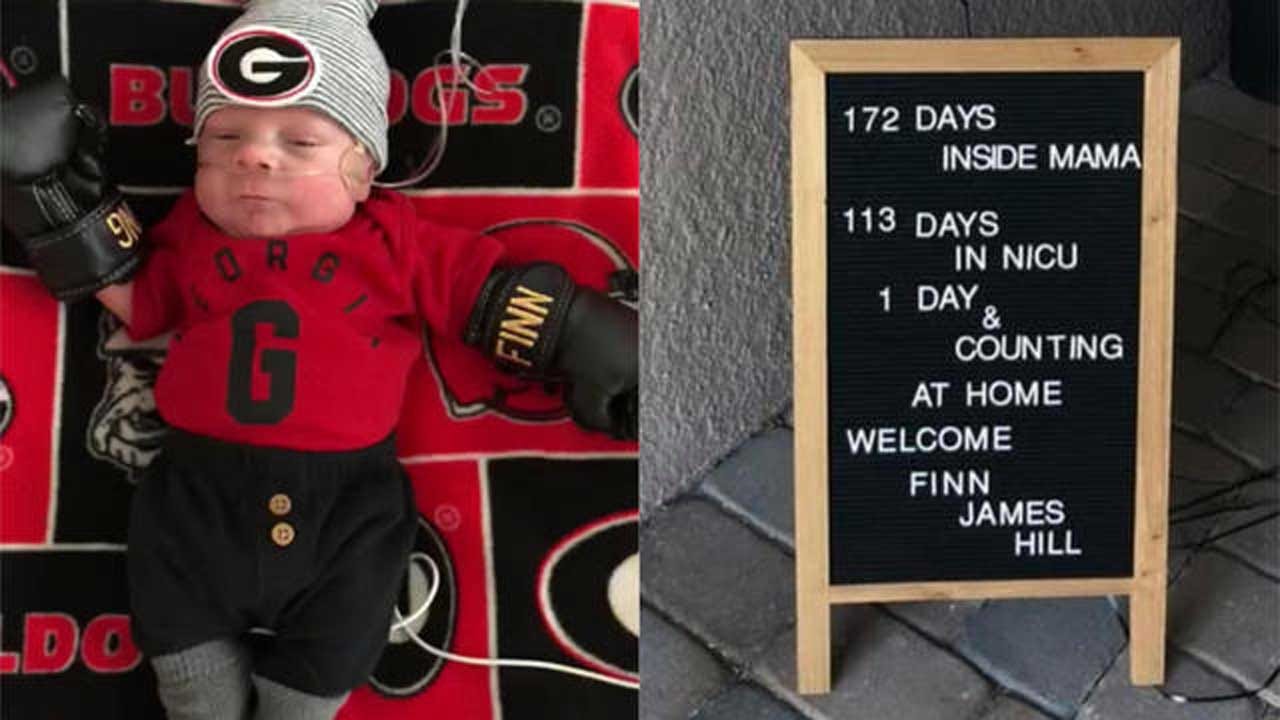 G
BULLDOGS
ORGI
G
FINN
172 DAYS
INSIDE MAMA
113 DAYS
IN NICU
1 DAY
&
COUNTING
AT HOME
WELCOME
FINN
JAMES
HILL